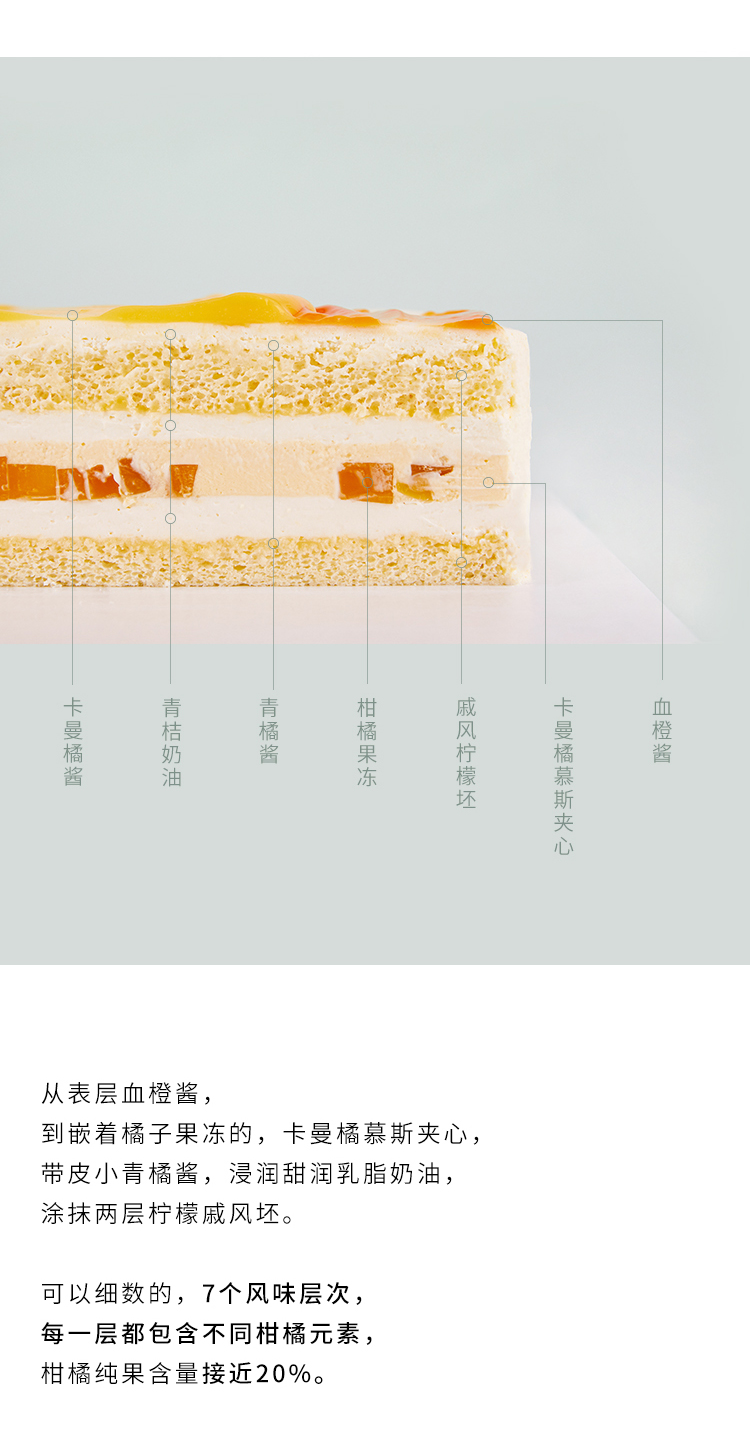 卡曼橘酱
青桔奶油
青橘酱
柑橘果冻
戚风柠檬坯
卡曼橘慕斯夹心
血橙酱
从表层血橙酱，
到嵌着橘子果冻的，卡曼橘慕斯夹心，
带皮小青橘酱，浸润甜润乳脂奶油，
涂抹两层柠檬戚风坯。
可以细数的，7个风味层次，
每一层都包含不同柑橘元素，
柑橘纯果含量接近20%。